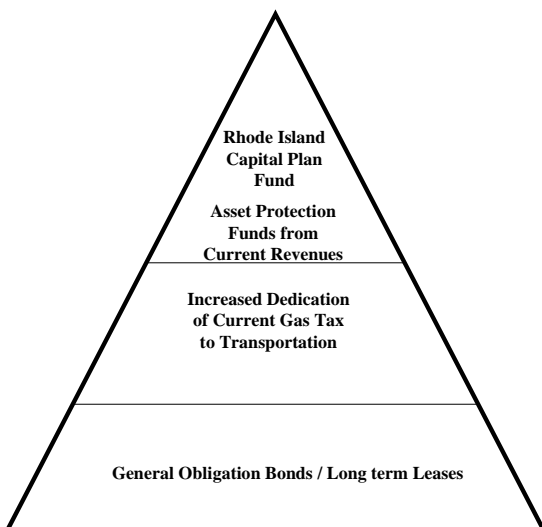 Rhode Island
Capital Plan
Fund
Asset Protection
Funds from
Current Revenues
Increased Dedication
of Current Gas Tax
to Transportation
General Obligation Bonds / Long term Leases